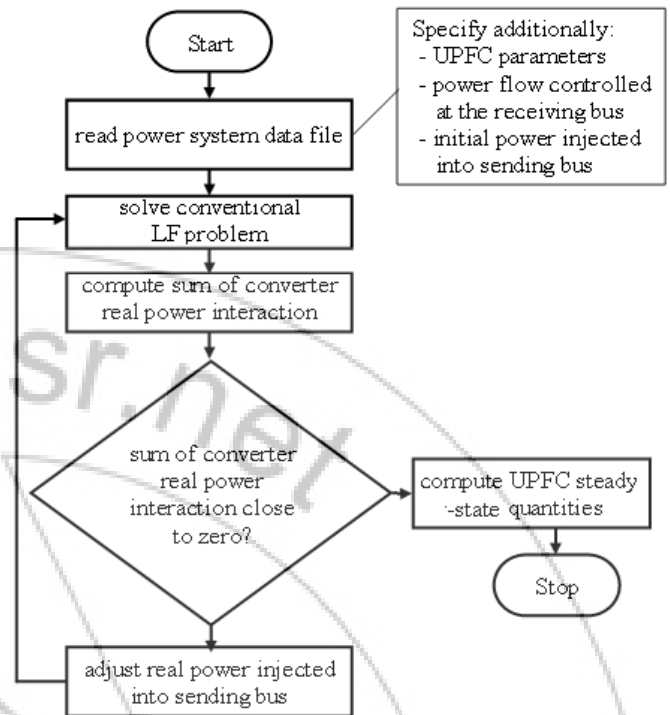 Start
Specify additionally:
- UPFC parameters
- power flow controlled
at the receiving bus
- initial power injected
into sending bus
read power system data file
solve conventional
LF problem
compute sum of converter
real power interaction
sum of converter
real power
interaction close
to zero?
compute UPFC steady
-state quantities
Stop
adjust real power injected
into sending bus
sr.net